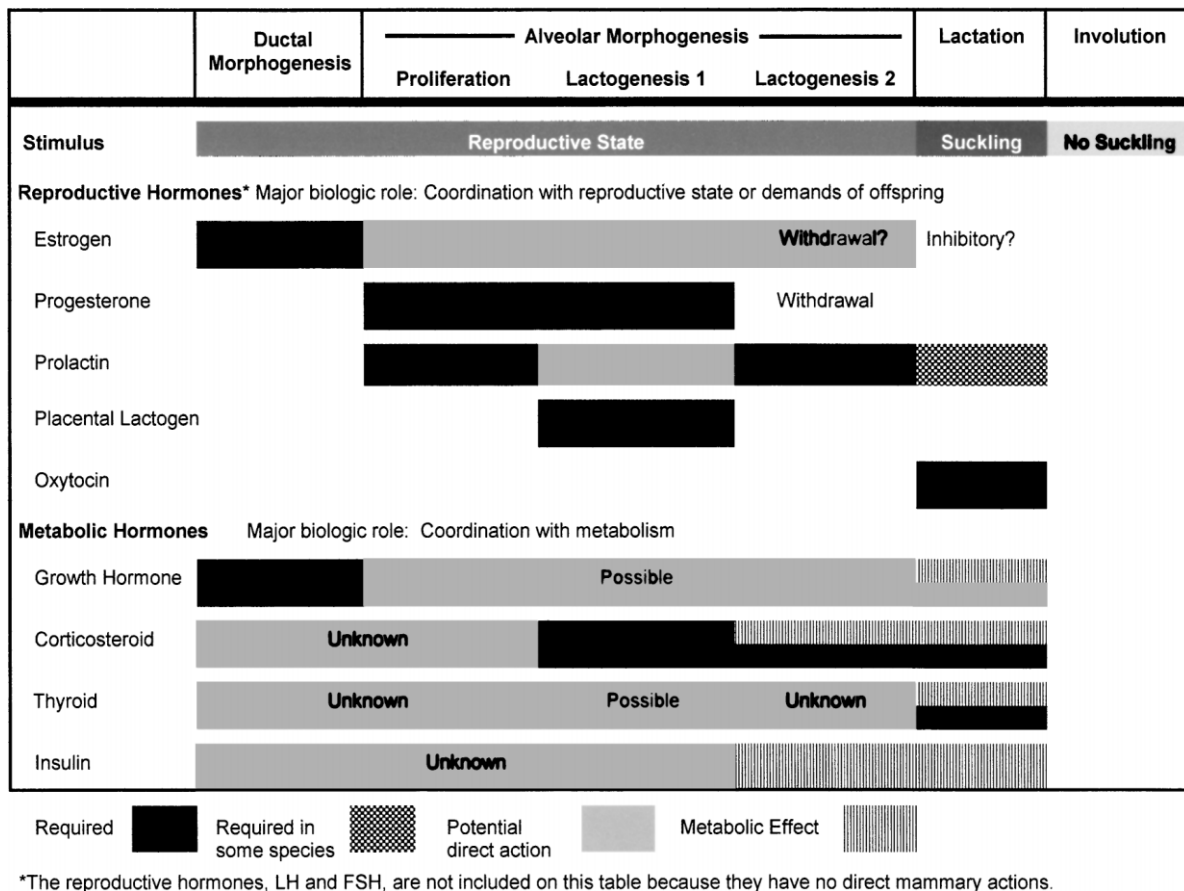 Ductal Morphogenesis
Alveolar Morphogenesis
Lactation
Involution
Proliferation
Lactogenesis 1
Lactogenesis 2
Stimulus
Reproductive State
Suckling
No Suckling
Reproductive Hormones* Major biologic role: Coordination with reproductive state or demands of offspring
Estrogen
Withdrawal?
Inhibitory?
Progesterone
Withdrawal
Prolactin
Placental Lactogen
Oxytocin
Metabolic Hormones Major biologic role: Coordination with metabolism
Growth Hormone
Possible
Corticosteroid
Unknown
Thyroid
Unknown
Possible
Unknown
Insulin
Unknown
Required
Required in some species
Potential direct action
Metabolic Effect
*The reproductive hormones, LH and FSH, are not included on this table because they have no direct mammary actions.